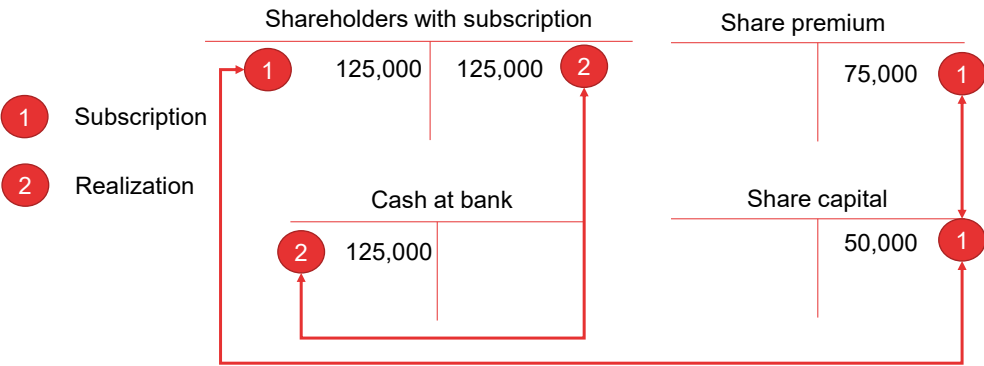 Shareholders with subscription
Share premium
1 125,000 125,000 2
75,000 1
1 Subscription
2 Realization
Cash at bank
Share capital
2 125,000
50,000 1